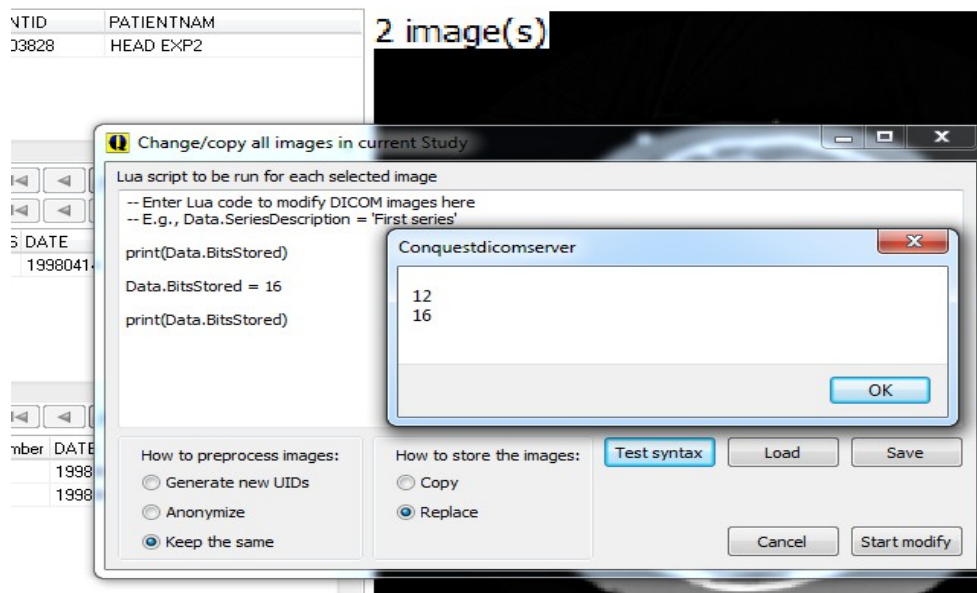 NTID PATIENTNAM
03828 HEAD EXP2
2 image(s)
Change/copy all images in current Study
Lua script to be run for each selected image
-- Enter Lua code to modify DICOM images here
-- E.g., Data.SeriesDescription = 'First series'
print(Data.BitsStored)
Data.BitsStored = 16
print(Data.BitsStored)
S DATE
1998041
Conquestdicomserver
12
16
OK
mber DATE
1998
1998
How to preprocess images:
Generate new UIDs
Anonymize
Keep the same
How to store the images:
Copy
Replace
Test syntax Load Save
Cancel Start modify